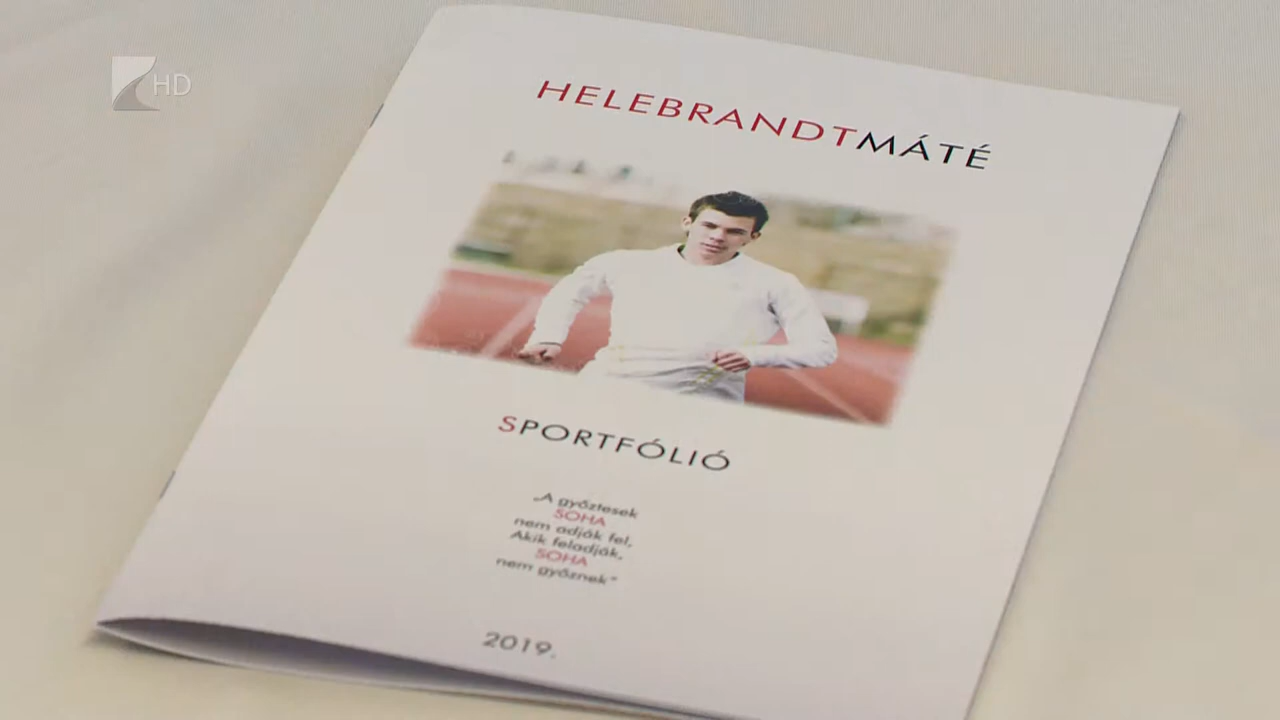 HD
HELEBRANDTMÁTÉ
SPORTFÓLIÓ
„A győztesek
SOHA
nem adják fel,
Akik feladják,
SOHA
nem győznek"
2019.